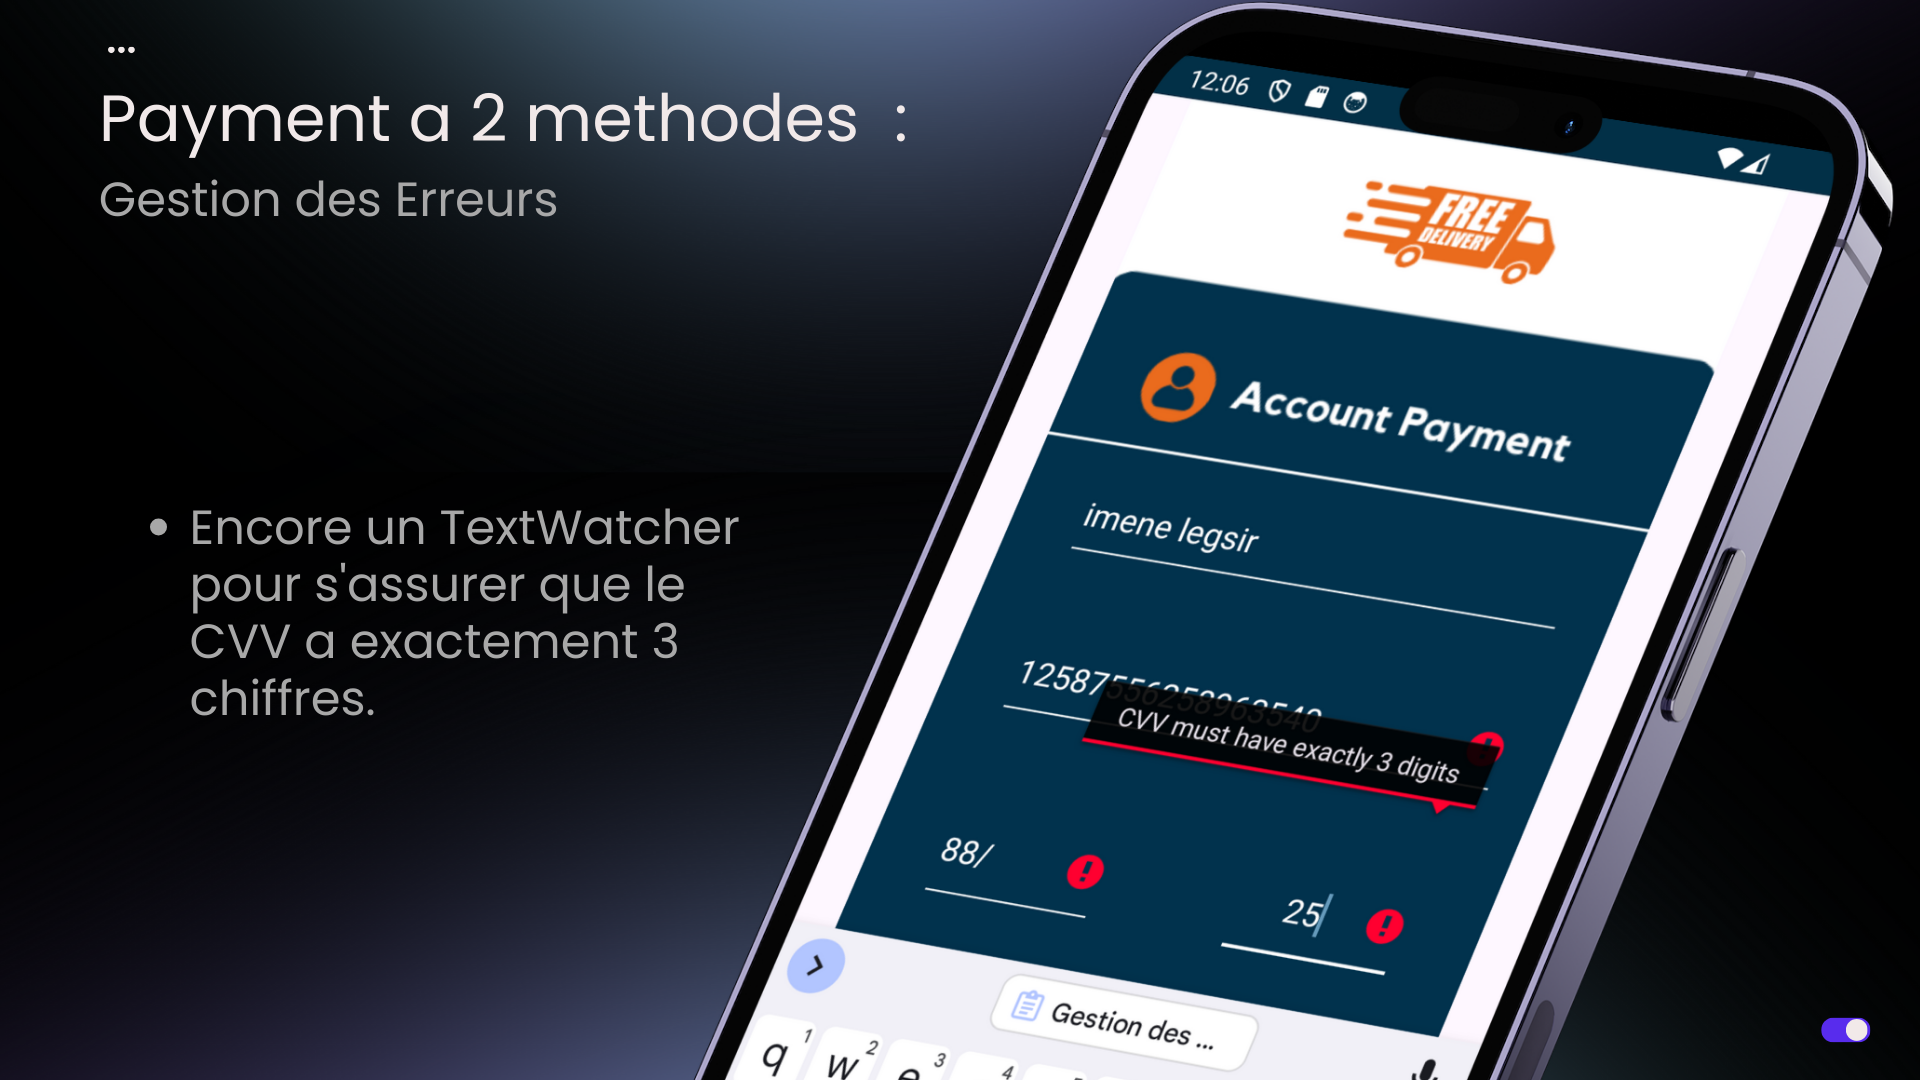 ...
Payment a 2 methodes :
Gestion des Erreurs
• Encore un TextWatcher
pour s'assurer que le
CVV a exactement 3
chiffres.
12:06
FREE
DELIVERY
Account Payment
imene legsir
12587556258963540
CVV must have exactly 3 digits
88/
25
Gestion des ...
1 2 3 4
q w e